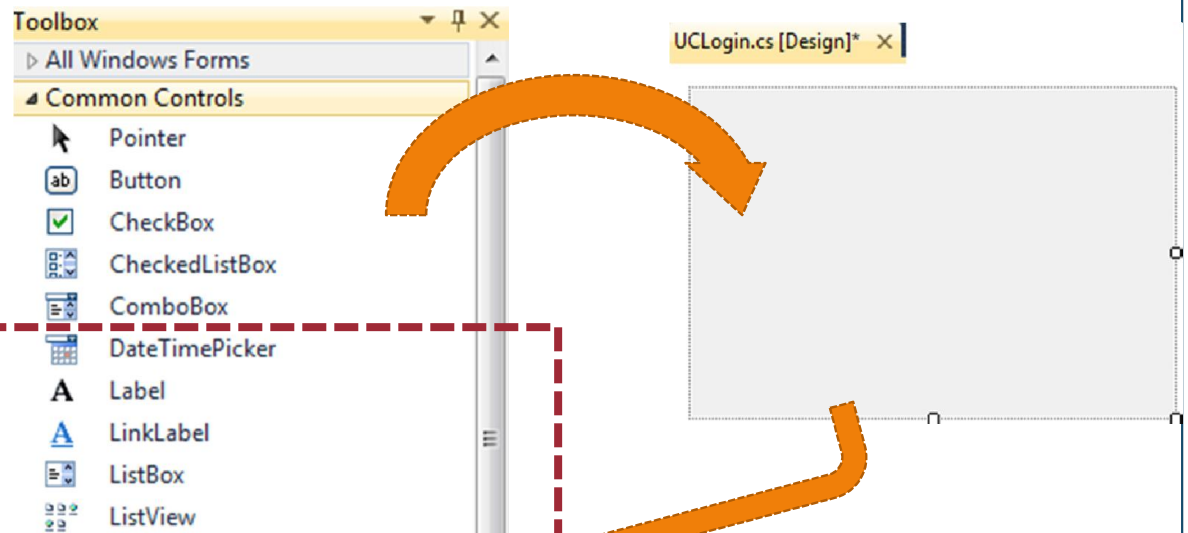 Toolbox
All Windows Forms
Common Controls
Pointer
ab Button
CheckBox
CheckedListBox
ComboBox
DateTimePicker
A Label
A LinkLabel
ListBox
ListView
UCLogin.cs [Design]*